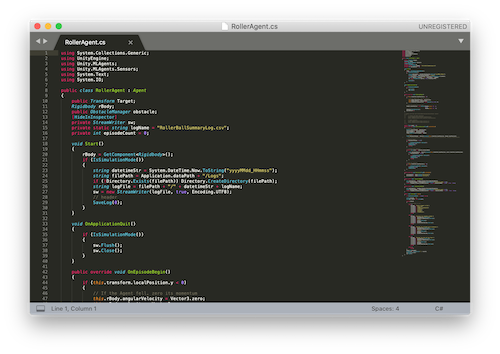 RollerAgent.cs
UNREGISTERED
RollerAgent.cs
1 using System.Collections.Generic;
2 using UnityEngine;
3 using Unity.MLAgents;
4 using Unity.MLAgents.Sensors;
5 using System.Text;
6 using System.IO;
7
8 public class RollerAgent : Agent
9 {
10 public Transform Target;
11 Rigidbody rBody;
12 public ObstacleManager obstacle;
13 [HideInInspector]
14 private StreamWriter sw;
15 private static string logName = "RollerBallSummaryLog.csv";
16 private int episodeCount = 0;
17
18 void Start()
19 {
20 rBody = GetComponent<Rigidbody>();
21 if (IsSimulationMode())
22 {
23 string datetimeStr = System.DateTime.Now.ToString("yyyyMMdd_HHmmss");
24 string filePath = Application.dataPath + "/Logs";
25 if (!Directory.Exists(filePath)) Directory.CreateDirectory(filePath);
26 string logFile = filePath + "/" + datetimeStr + logName;
27 sw = new StreamWriter(logFile, true, Encoding.UTF8);
28 // header
29 SaveLog(0);
30 }
31 }
32
33 void OnApplicationQuit()
34 {
35 if (IsSimulationMode())
36 {
37 sw.Flush();
38 sw.Close();
39 }
40 }
41
42 public override void OnEpisodeBegin()
43 {
44 if (this.transform.localPosition.y < 0)
45 {
46 // If the Agent fell, zero its momentum
47 this.rBody.angularVelocity = Vector3.zero;
Line 1, Column 1
Spaces: 4
C#